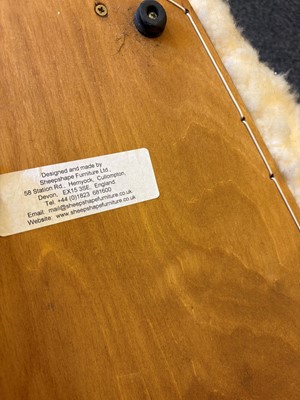 Designed and made by
Sheepshape Furniture Ltd.,
58 Station Rd., Hemyock, Cullompton,
Devon, EX15 3SE, England.
Tel. +44 (0)1823 681600
Email: mail@sheepshapefurniture.co.uk
Website: www.sheepshapefurniture.co.uk